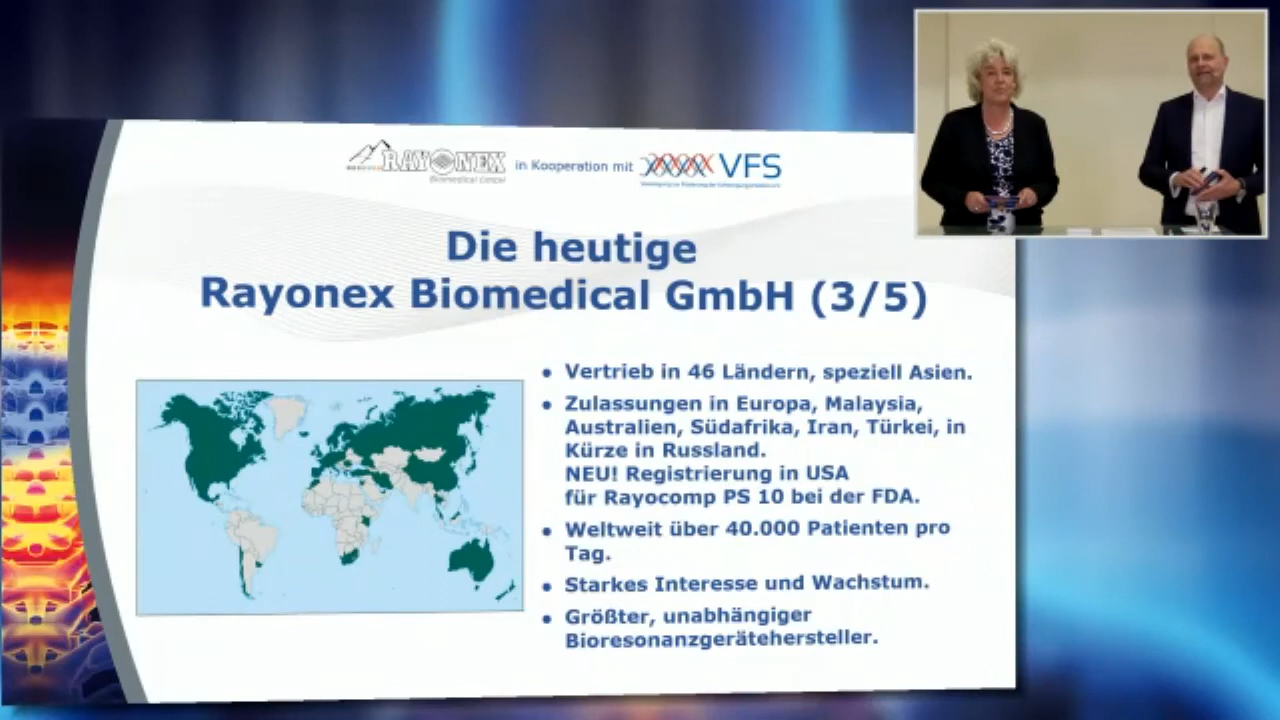 RAYONEX
Biomedical GmbH
in Kooperation mit
VFS
Die heutige
Rayonex Biomedical GmbH (3/5)
• Vertrieb in 46 Ländern, speziell Asien.
• Zulassungen in Europa, Malaysia,
Australien, Südafrika, Iran, Türkei, in
Kürze in Russland.
NEU! Registrierung in USA
für Rayocomp PS 10 bei der FDA.
• Weltweit über 40.000 Patienten pro
Tag.
• Starkes Interesse und Wachstum.
• Größter, unabhängiger
Bioresonanzgerätehersteller.